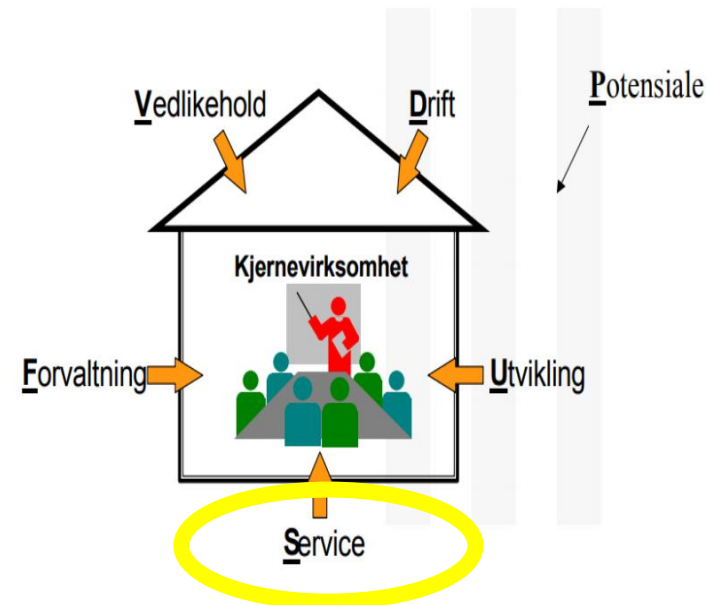 Potensiale
Vedlikehold Drift
Kjernevirksomhet
Forvaltning Utvikling
Service